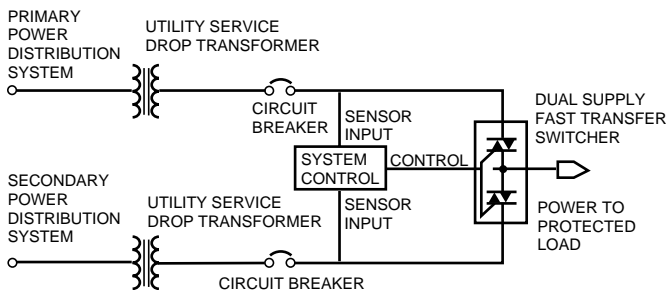 PRIMARY
POWER
DISTRIBUTION
SYSTEM
UTILITY SERVICE
DROP TRANSFORMER
CIRCUIT
BREAKER
SENSOR
INPUT
DUAL SUPPLY
FAST TRANSFER
SWITCHER
SYSTEM
CONTROL
CONTROL
SECONDARY
POWER
DISTRIBUTION
SYSTEM
UTILITY SERVICE
DROP TRANSFORMER
SENSOR
INPUT
POWER TO
PROTECTED
LOAD
CIRCUIT BREAKER